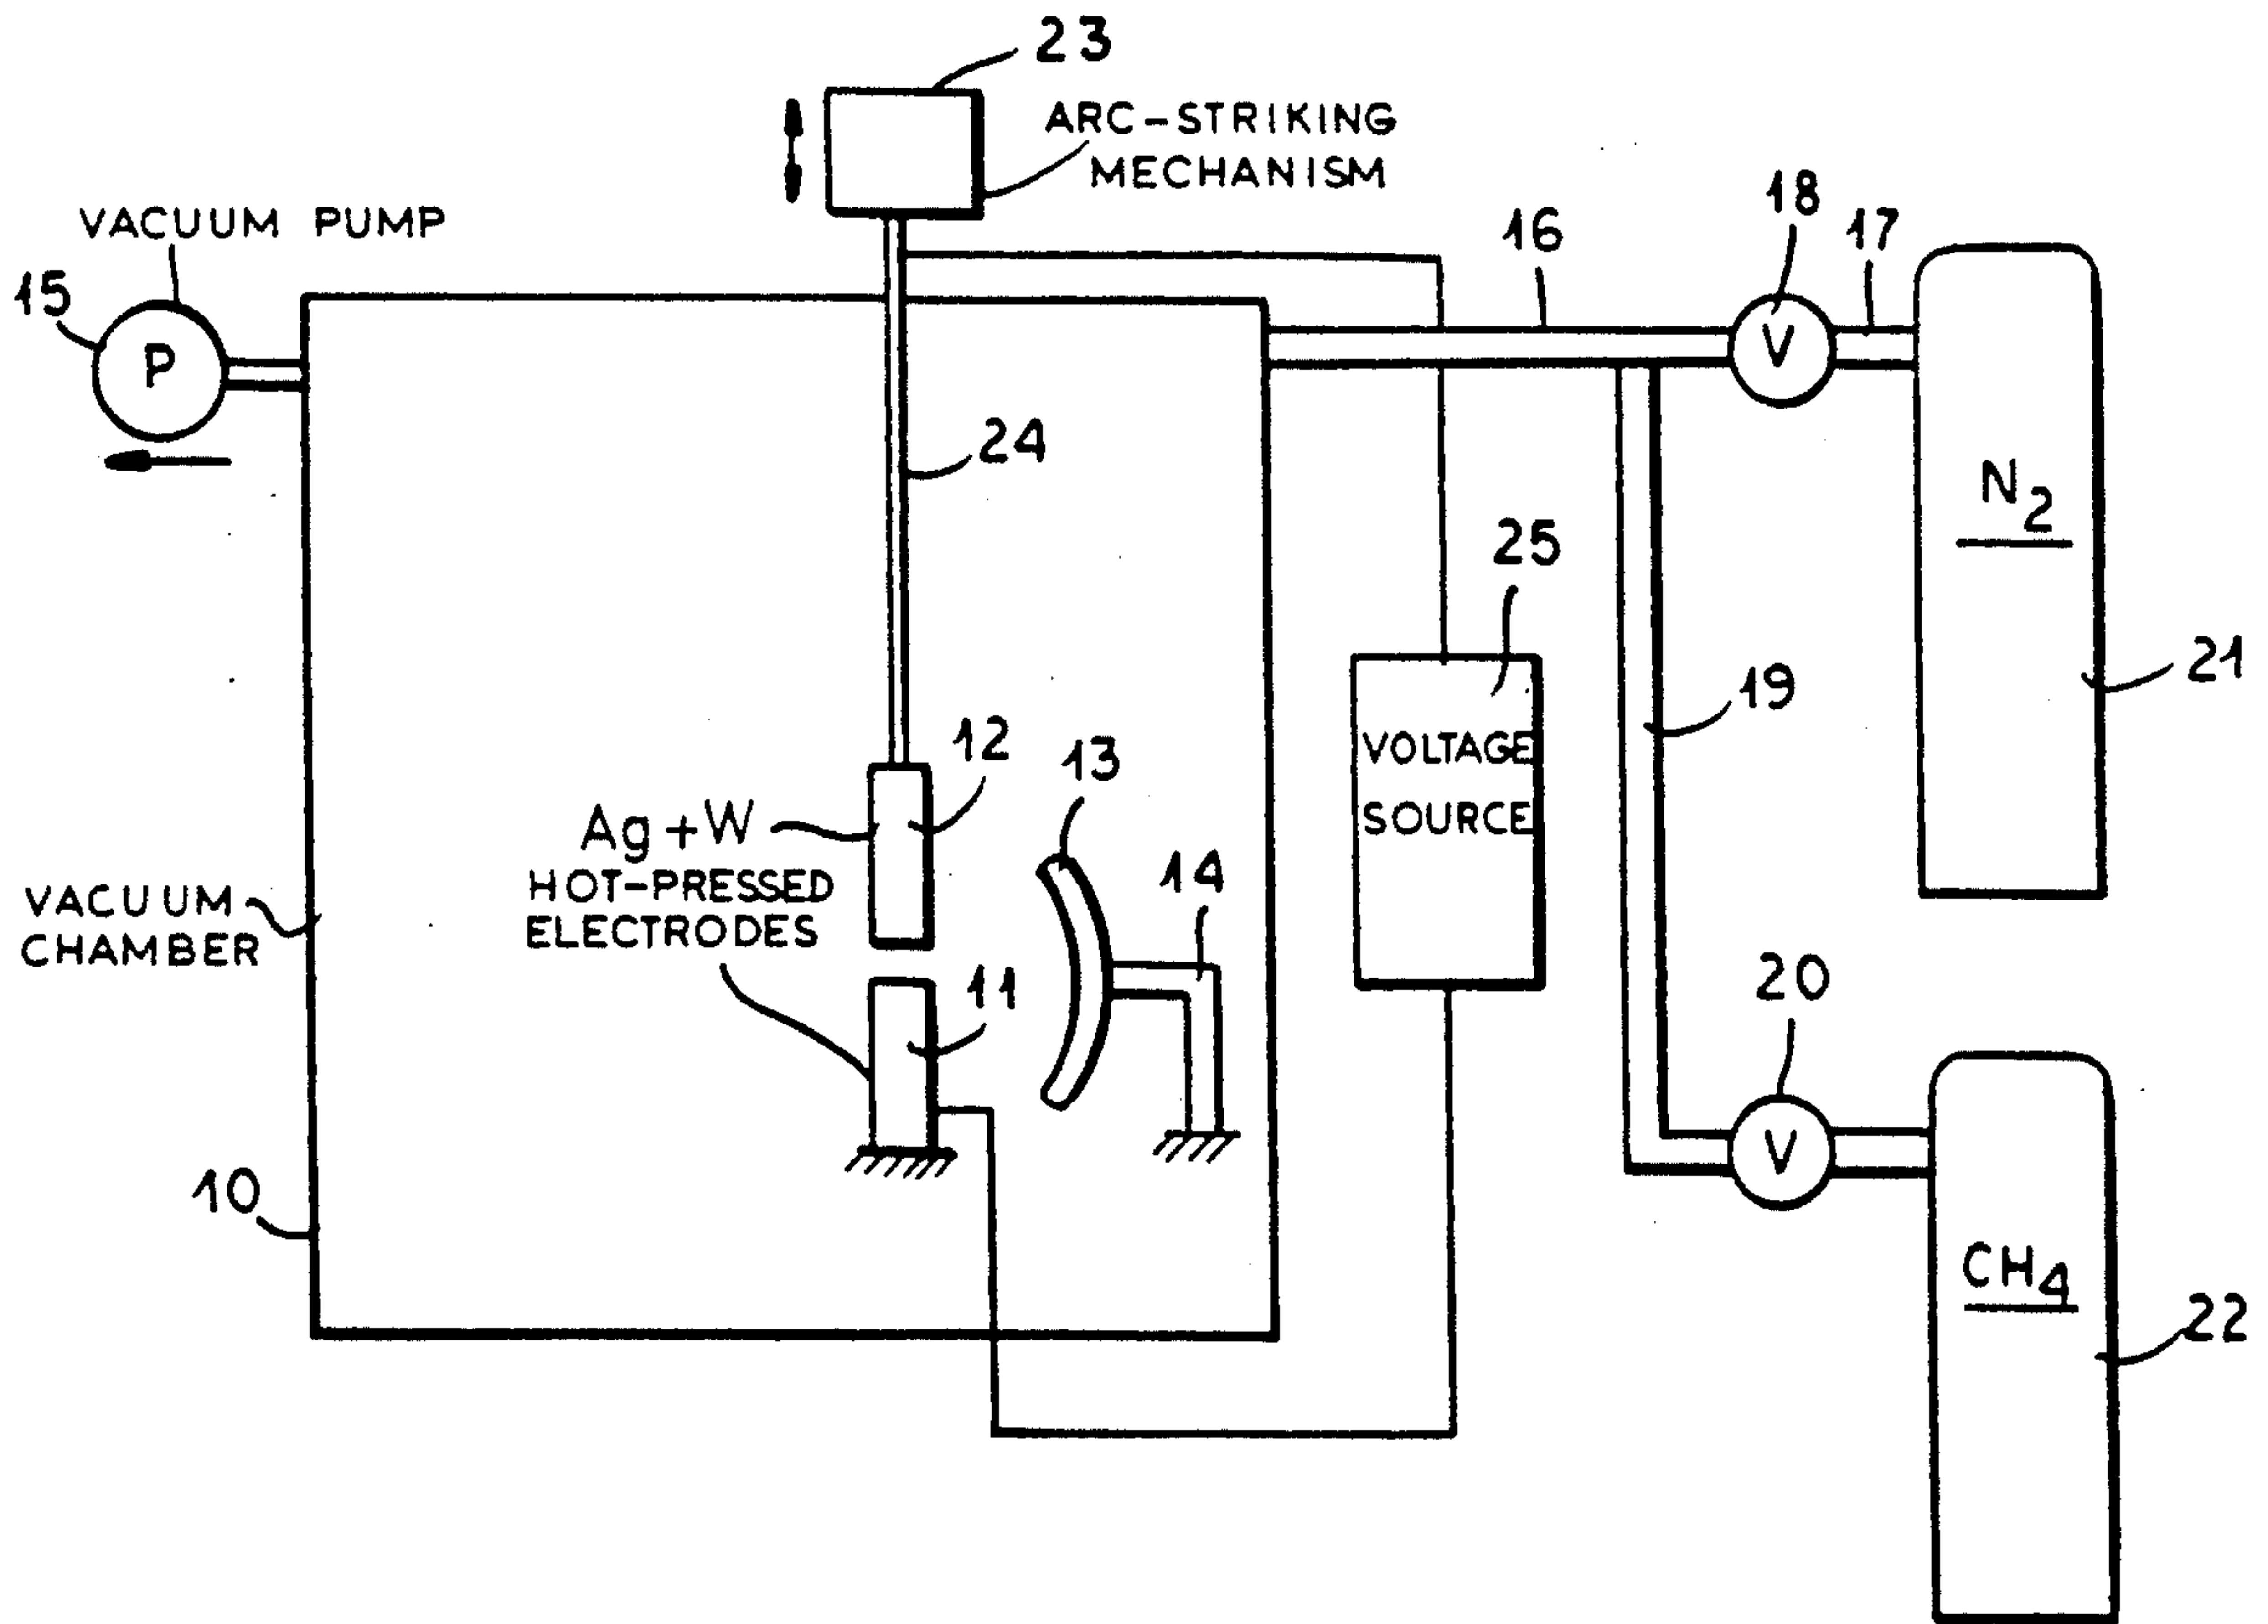 23
ARC-STRIKING
MECHANISM
VACUUM PUMP
15
P
16
18
17
V
24
N2
25
21
19
VOLTAGE
SOURCE
12
13
Ag+W
HOT-PRESSED
ELECTRODES
14
VACUUM
CHAMBER
11
20
V
10
CH4
22